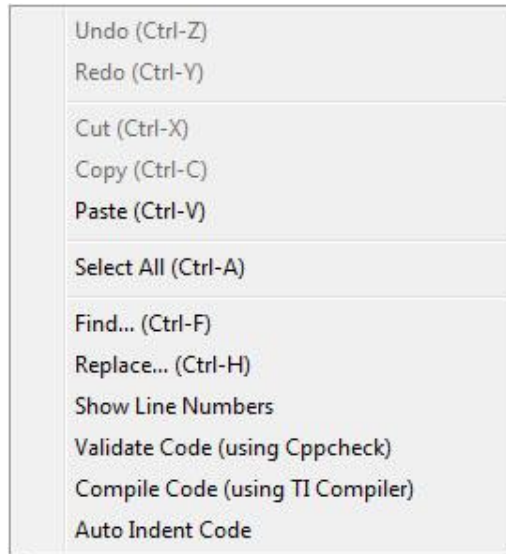 Undo (Ctrl-Z)
Redo (Ctrl-Y)
Cut (Ctrl-X)
Copy (Ctrl-C)
Paste (Ctrl-V)
Select All (Ctrl-A)
Find... (Ctrl-F)
Replace... (Ctrl-H)
Show Line Numbers
Validate Code (using Cppcheck)
Compile Code (using TI Compiler)
Auto Indent Code